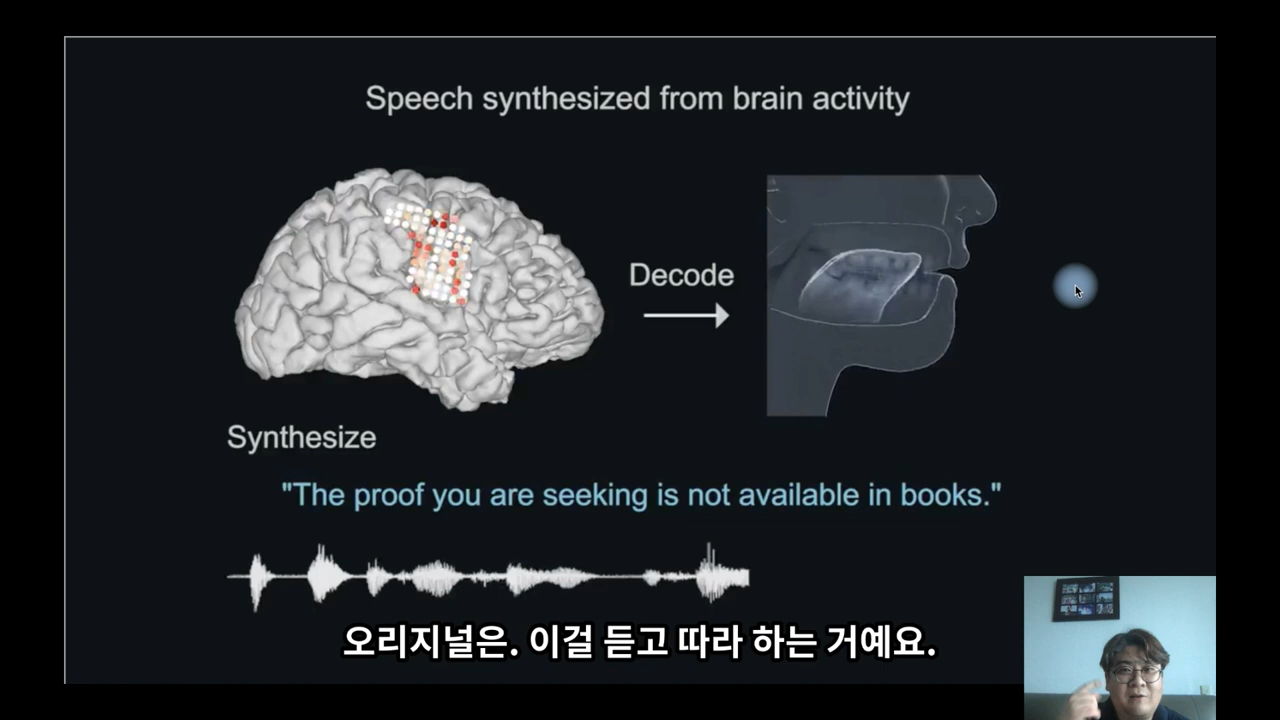 Speech synthesized from brain activity
Decode
Synthesize
"The proof you are seeking is not available in books."
오리지널은. 이걸 듣고 따라 하는 거예요.